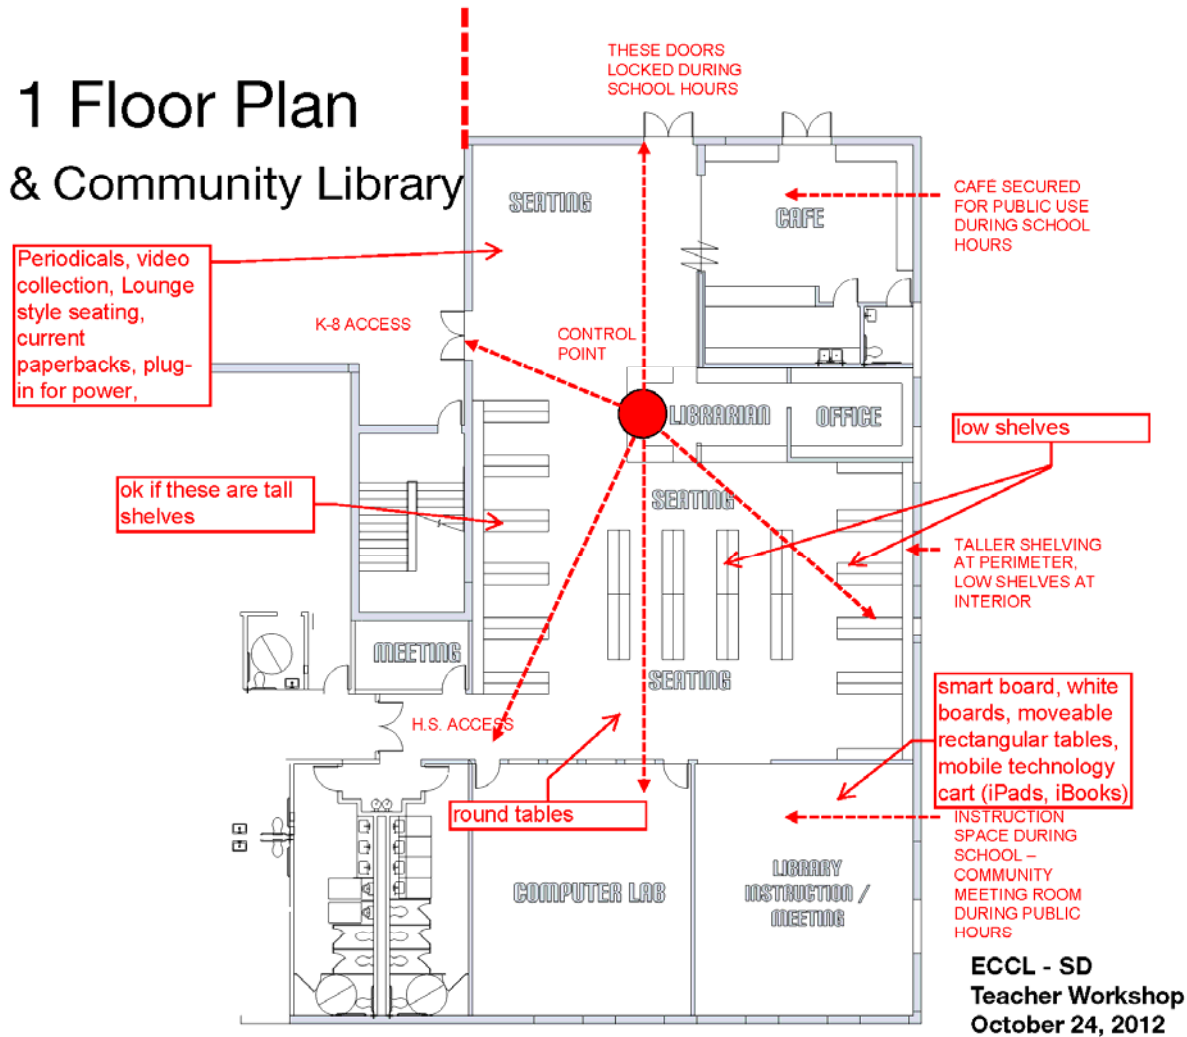 1 Floor Plan
& Community Library
THESE DOORS
LOCKED DURING
SCHOOL HOURS
SEATING
CAFE
CAFÉ SECURED
FOR PUBLIC USE
DURING SCHOOL
HOURS
Periodicals, video
collection, Lounge
style seating,
current
paperbacks, plug-
in for power,
K-8 ACCESS
CONTROL
POINT
LIBRARIAN
OFFICE
low shelves
ok if these are tall
shelves
SEATING
TALLER SHELVING
AT PERIMETER,
LOW SHELVES AT
INTERIOR
MEETING
SEATING
H.S. ACCESS
smart board, white
boards, moveable
rectangular tables,
mobile technology
cart (iPads, iBooks)
round tables
INSTRUCTION
SPACE DURING
SCHOOL –
COMMUNITY
MEETING ROOM
DURING PUBLIC
HOURS
COMPUTER LAB
LIBRARY
INSTRUCTION /
MEETING
ECCL - SD
Teacher Workshop
October 24, 2012